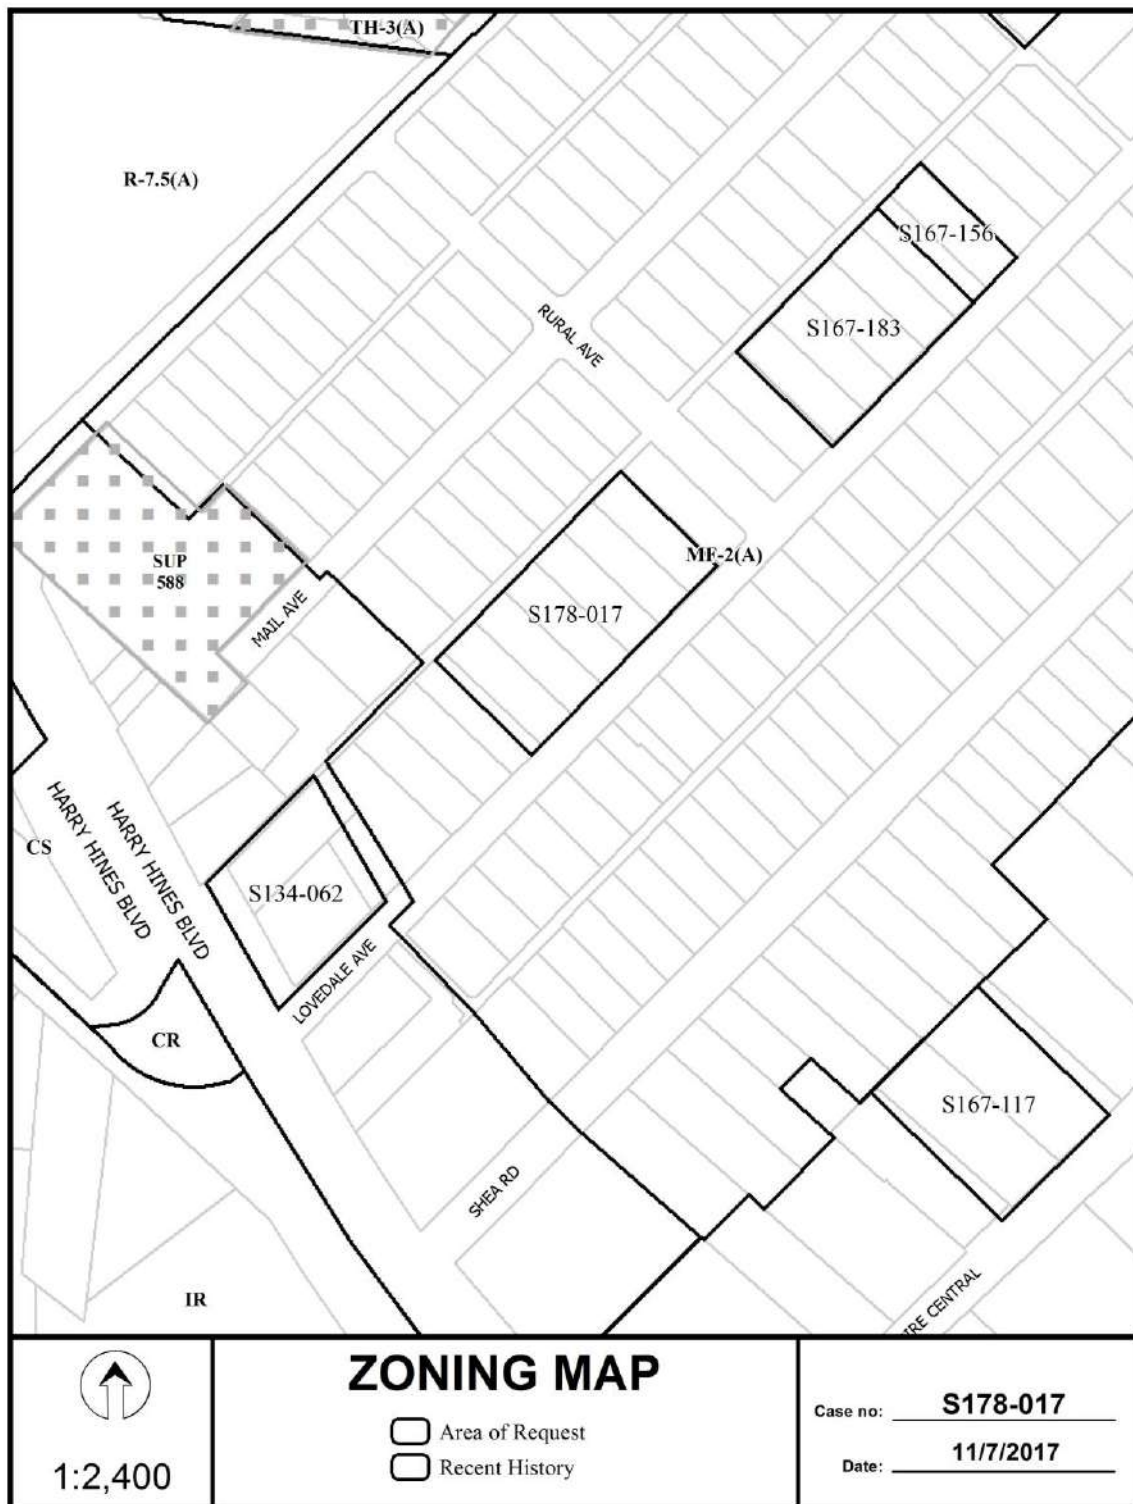 TH-3(A)
R-7.5(A)
S167-156
S167-183
RURAL AVE
MF-2(A)
SUP
588
S178-017
MAIL AVE
HARRY HINES BLVD
HARRY HINES BLVD
CS
S134-062
LOVEDALE AVE
CR
S167-117
SHEA RD
IR
IRE CENTRAL
1:2,400
ZONING MAP
Area of Request
Recent History
Case no: S178-017
Date: 11/7/2017